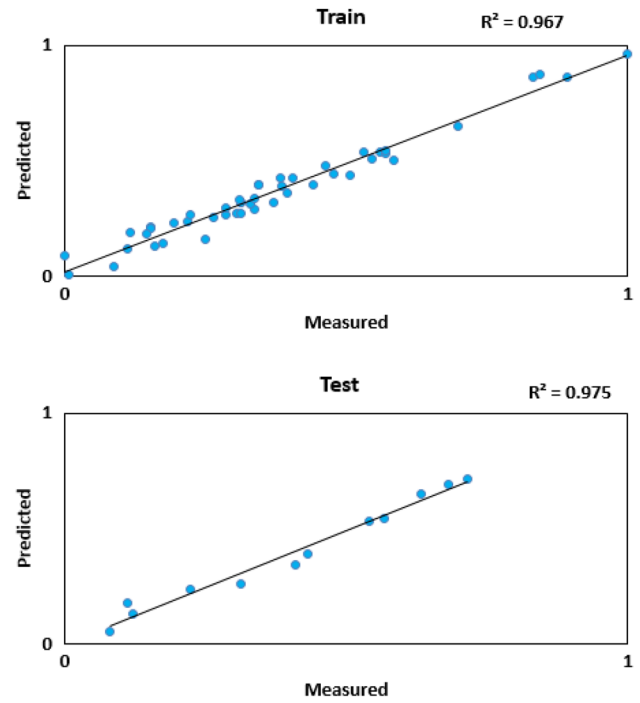 Train
R² = 0.967
1
Predicted
0
0
1
Measured
Test
R² = 0.975
1
Predicted
0
0
1
Measured